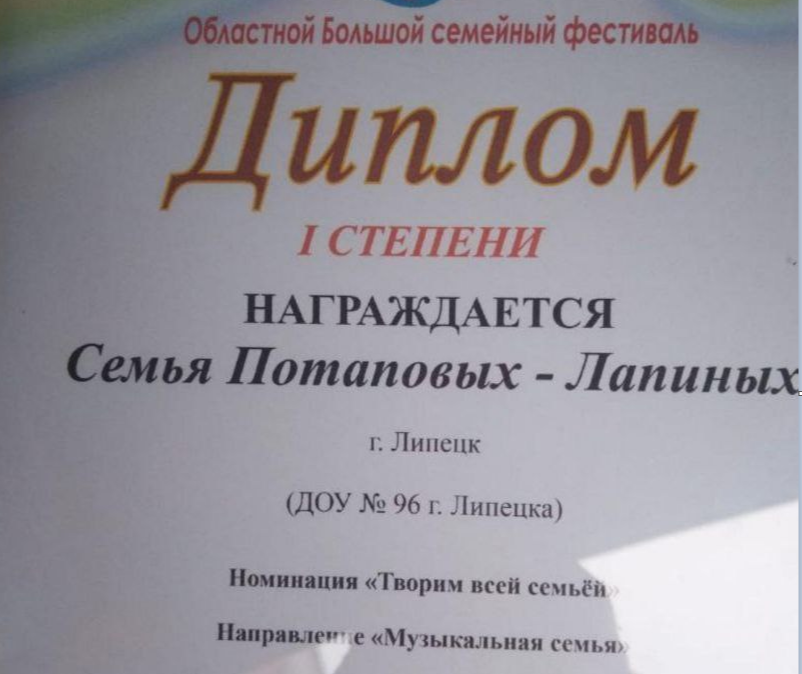 Областной Большой семейный фестиваль
Диплом
I СТЕПЕНИ
НАГРАЖДАЕТСЯ
Семья Потаповых - Лапиных
г. Липецк
(ДОУ № 96 г. Липецка)
Номинация «Творим всей семьёй»
Направление «Музыкальная семья»